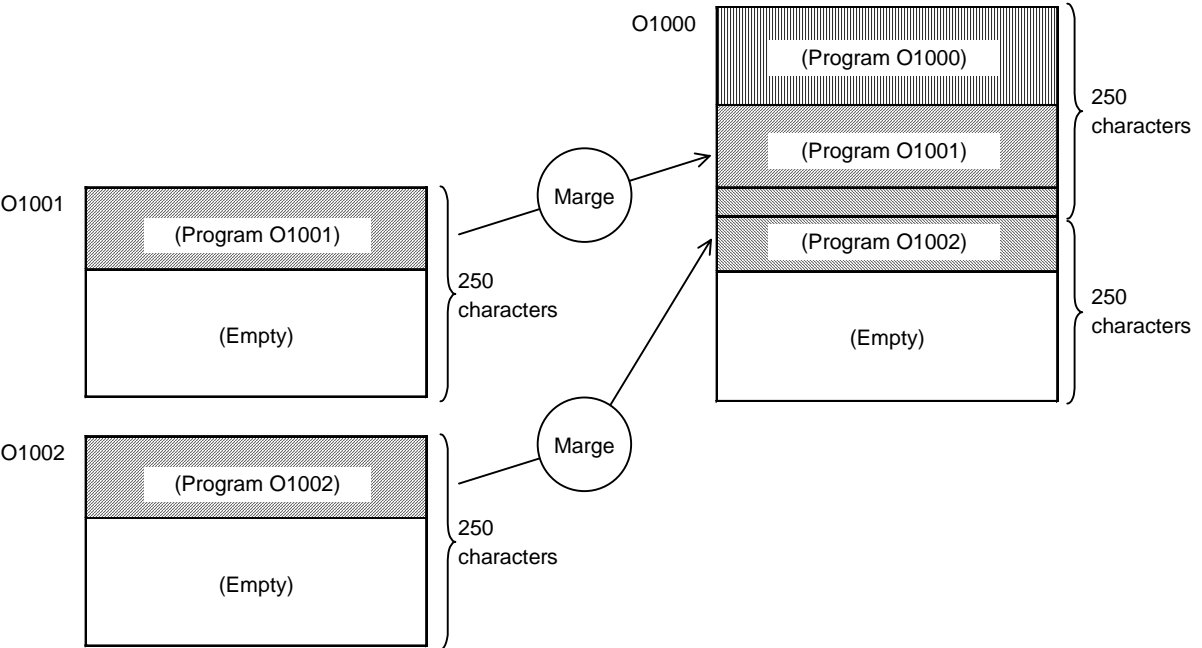 O1000
(Program O1000)
250
characters
(Program O1001)
Marge
O1001
(Program O1001)
(Program O1002)
250
characters
250
characters
(Empty)
(Empty)
Marge
O1002
(Program O1002)
250
characters
(Empty)